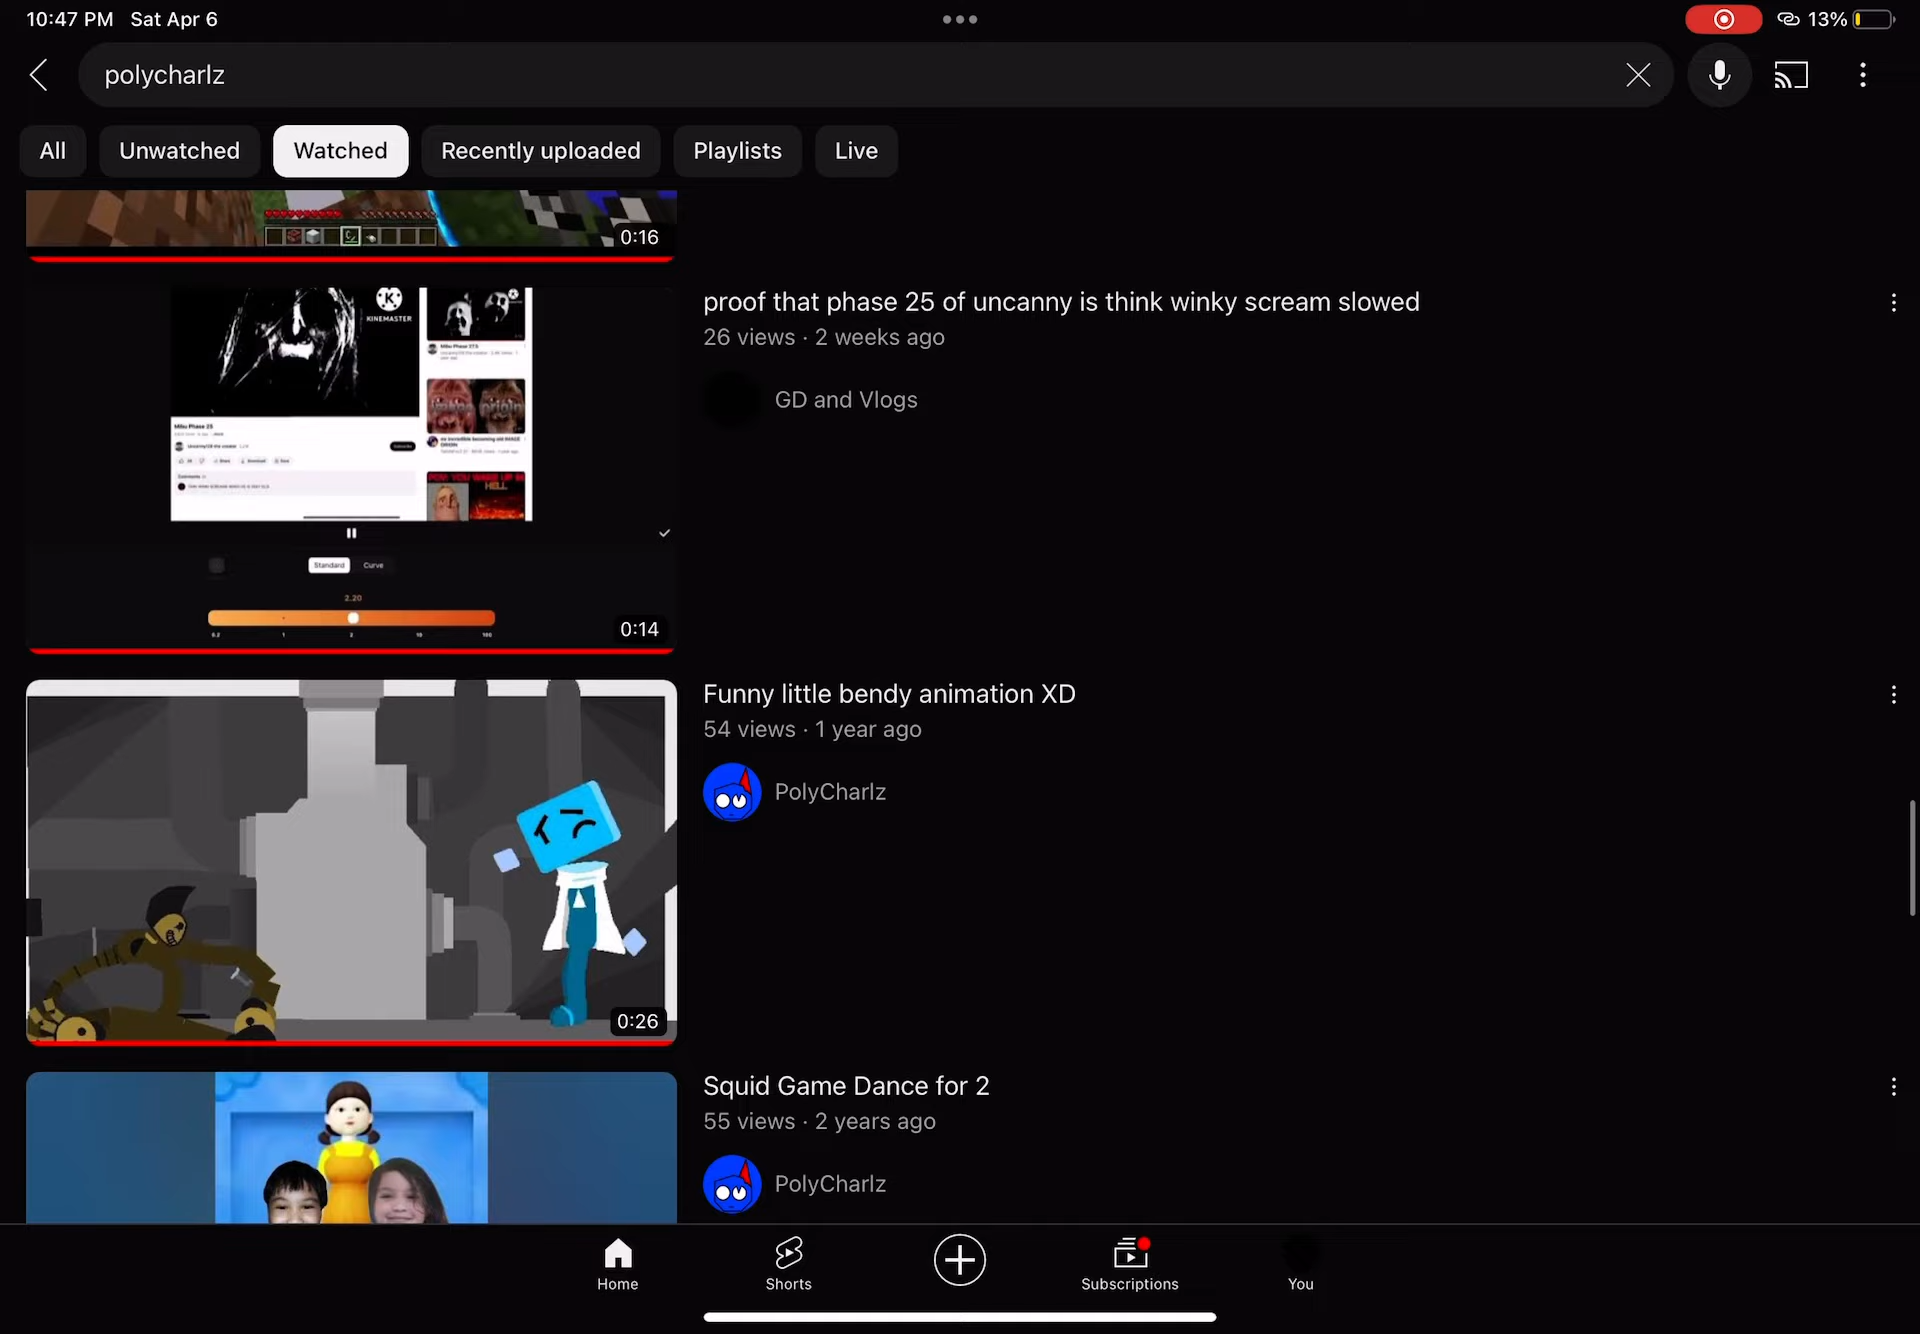 10:47 PM Sat Apr 6
13%
polycharlz
All
Unwatched
Watched
Recently uploaded
Playlists
Live
0:16
proof that phase 25 of uncanny is think winky scream slowed
26 views · 2 weeks ago
GD and Vlogs
KINEMASTER
Standard
Curve
2.20
0:14
Funny little bendy animation XD
54 views · 1 year ago
PolyCharlz
0:26
Squid Game Dance for 2
55 views · 2 years ago
PolyCharlz
Home
Shorts
Subscriptions
You